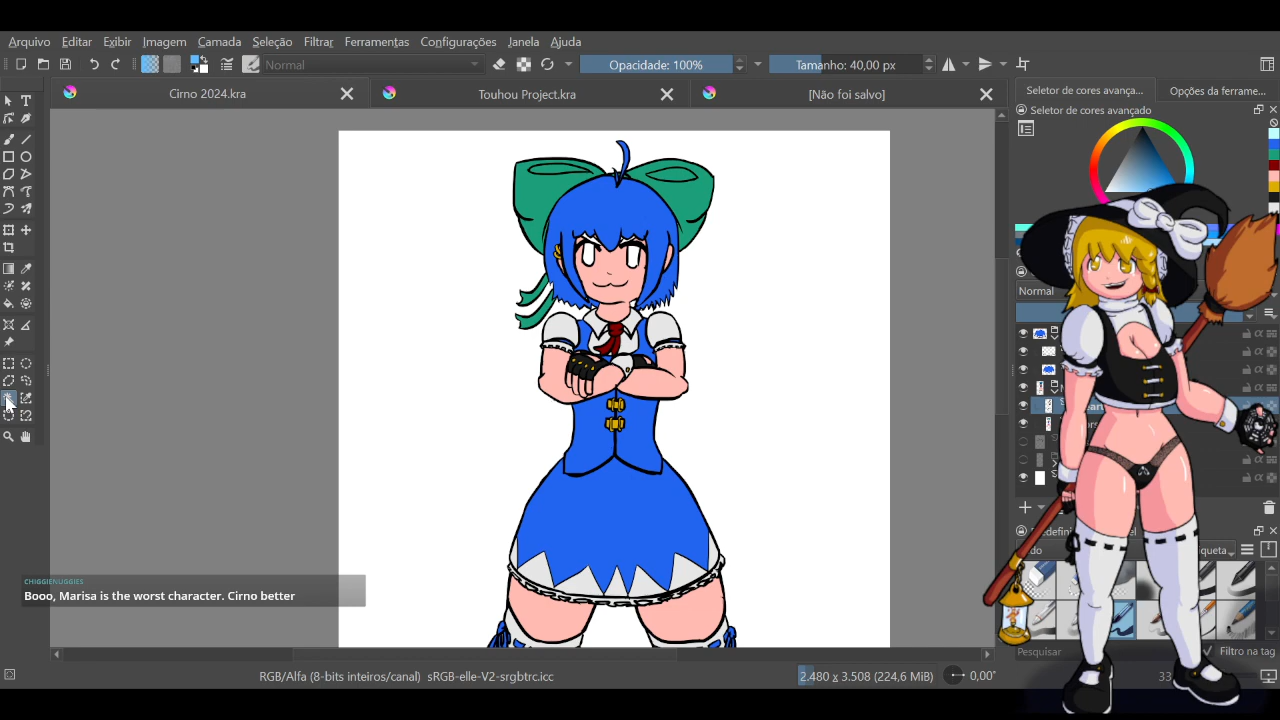 Arquivo Editar Exibir Imagem Camada Seleção Filtrar Ferramentas Configurações Janela Ajuda
Normal Opacidade: 100% Tamanho: 40,00 px
Cirno 2024.kra Touhou Project.kra [Não foi salvo]
Seletor de cores avança... Opções da ferrame...
Seletor de cores avançado
Normal
CHIGGIENUGGIES
Booo, Marisa is the worst character. Cirno better
Pesquisar Filtro na tag
RGB/Alfa (8-bits inteiros/canal) sRGB-elle-V2-srgbtrc.icc 2.480 x 3.508 (224,6 MiB) 0,00° 33